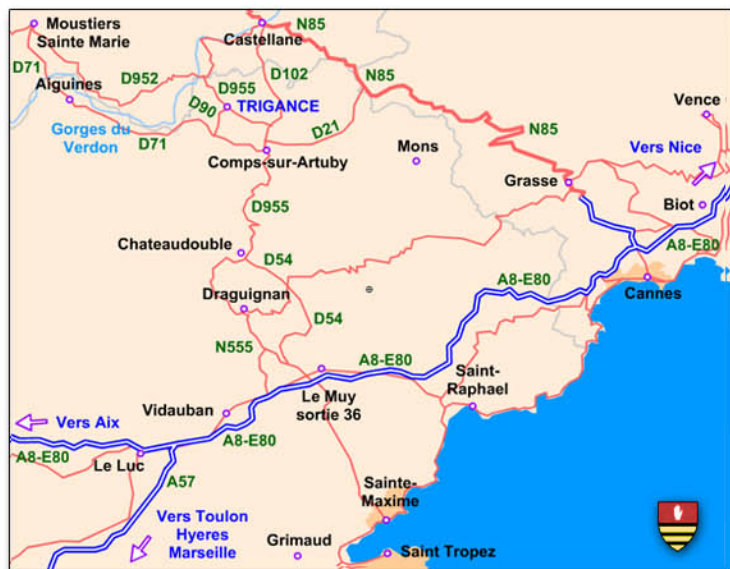 Moustiers
Sainte Marie
N85
Castellane
D71
D952
D955
D102
N85
Aiguines
D90
TRIGANCE
D21
Vence
Gorges du
Verdon
D71
N85
Comps-sur-Artuby
Mons
Vers Nice
Grasse
D955
Biot
Chateaudouble
D54
A8-E80
A8-E80
Cannes
Draguignan
D54
N555
A8-E80
Saint-
Raphael
Le Muy
sortie 36
Vidauban
Vers Aix
A8-E80
A8-E80
Le Luc
A57
Sainte-
Maxime
Vers Toulon
Hyeres
Marseille
Grimaud
Saint Tropez